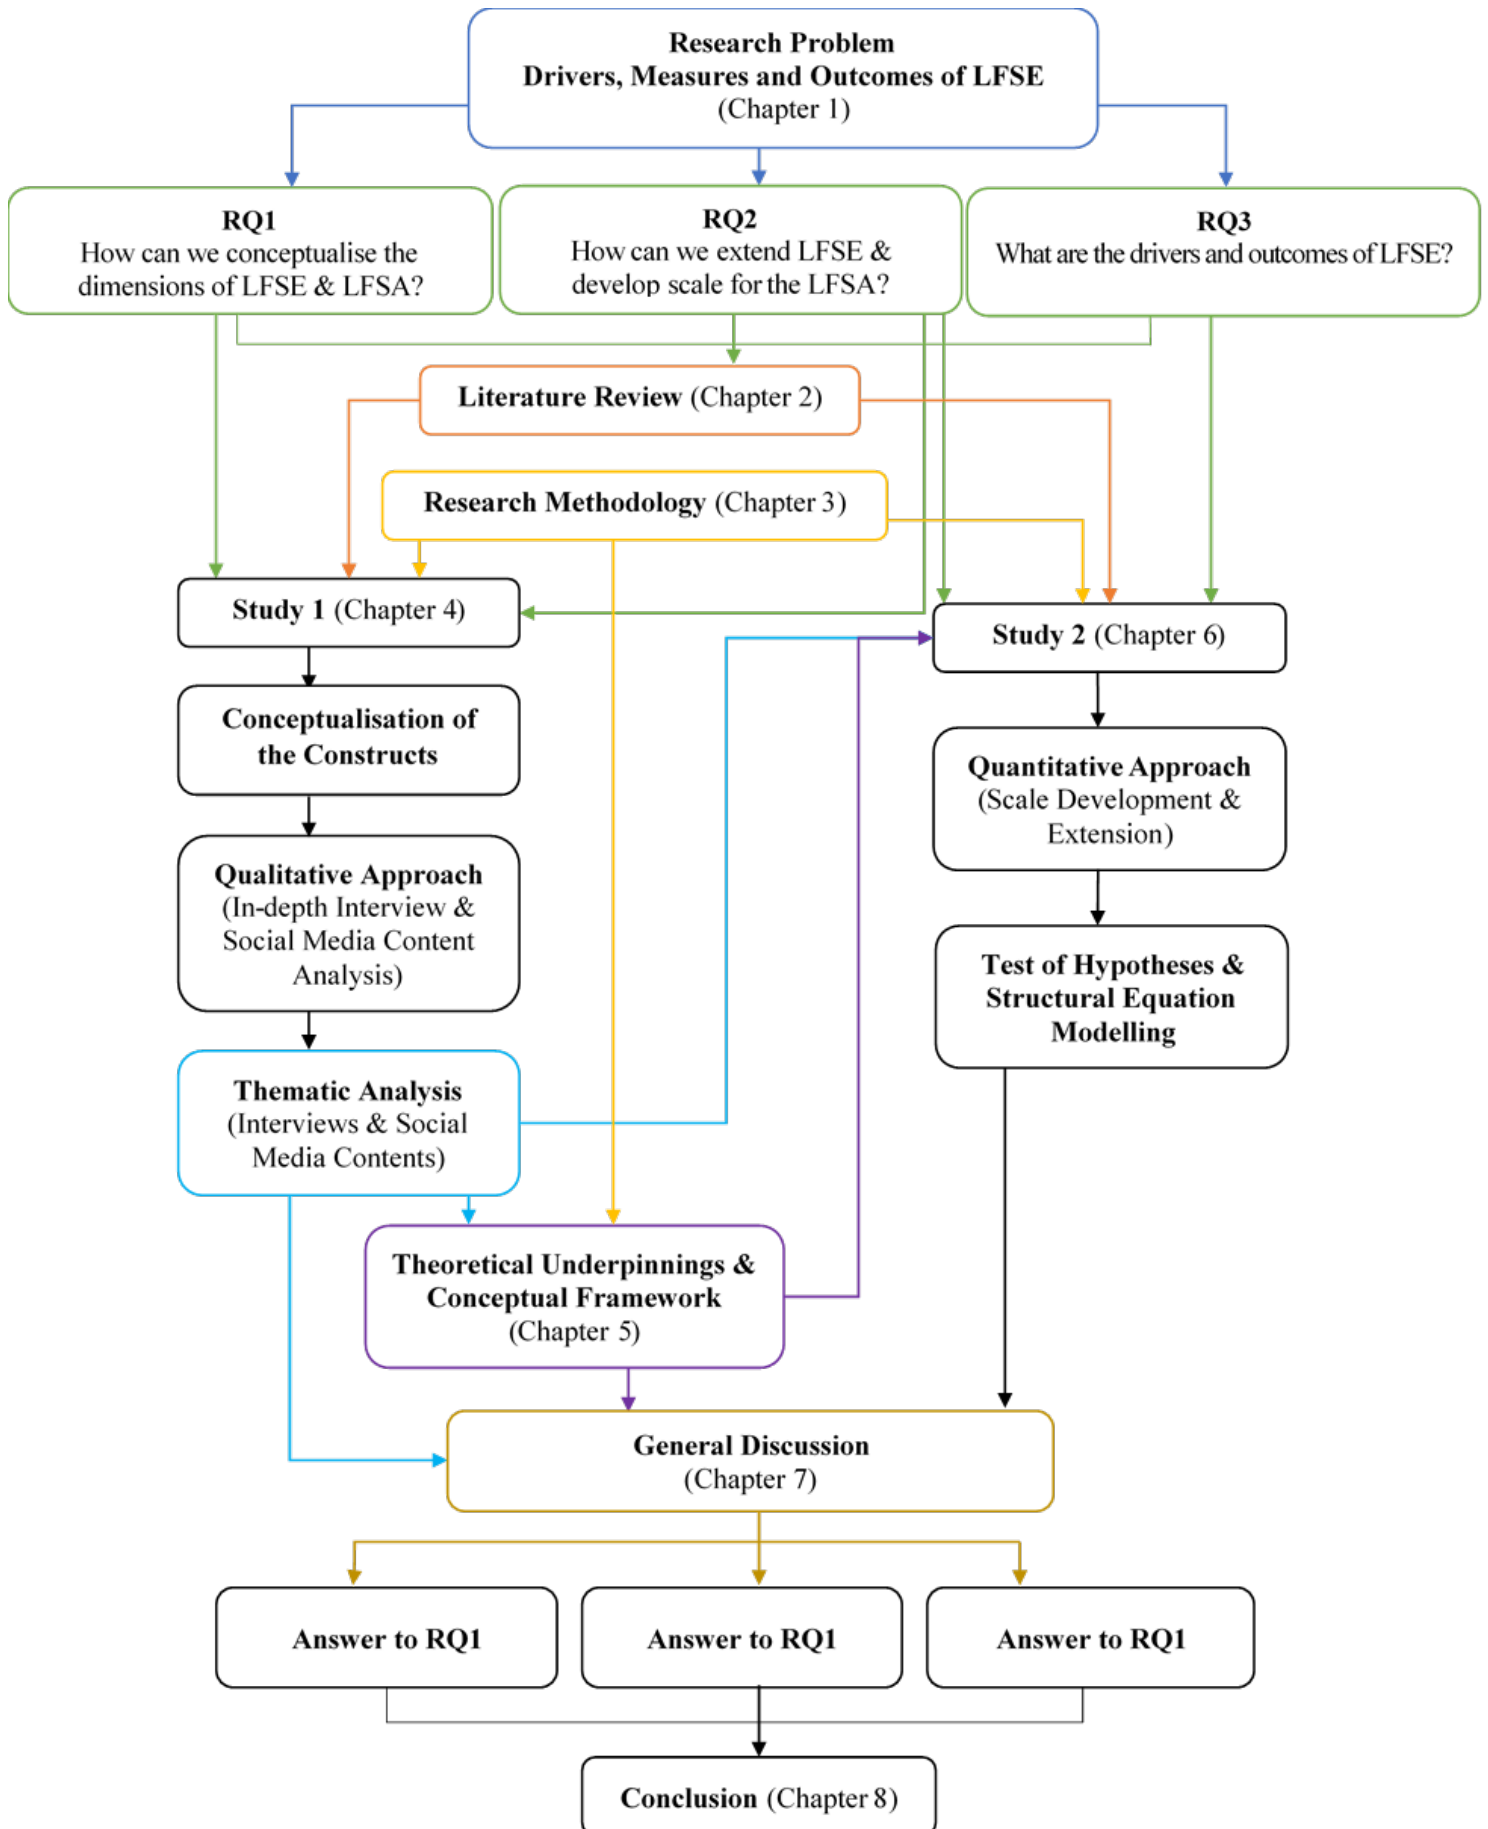 Research Problem
Drivers, Measures and Outcomes of LFSE
(Chapter 1)
RQ1
How can we conceptualise the
dimensions of LFSE & LFSA?
RQ2
How can we extend LFSE &
develop scale for the LFSA?
RQ3
What are the drivers and outcomes of LFSE?
Literature Review (Chapter 2)
Research Methodology (Chapter 3)
Study 1 (Chapter 4)
Study 2 (Chapter 6)
Conceptualisation of
the Constructs
Quantitative Approach
(Scale Development &
Extension)
Qualitative Approach
(In-depth Interview &
Social Media Content
Analysis)
Test of Hypotheses &
Structural Equation
Modelling
Thematic Analysis
(Interviews & Social
Media Contents)
Theoretical Underpinnings &
Conceptual Framework
(Chapter 5)
General Discussion
(Chapter 7)
Answer to RQ1
Answer to RQ1
Answer to RQ1
Conclusion (Chapter 8)